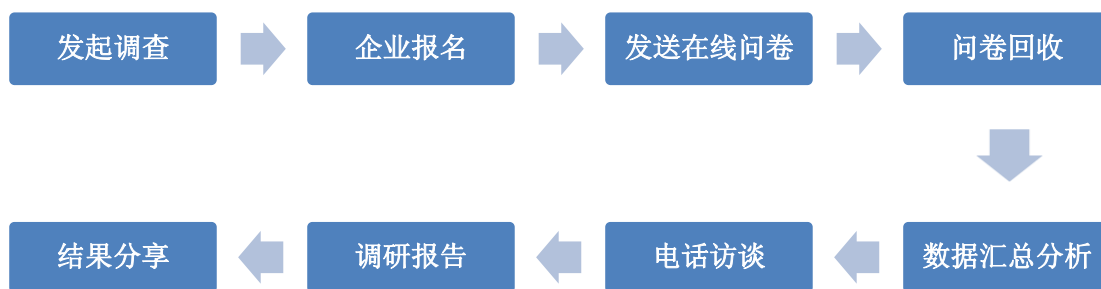 发起调查
企业报名
发送在线问卷
问卷回收
数据汇总分析
电话访谈
调研报告
结果分享